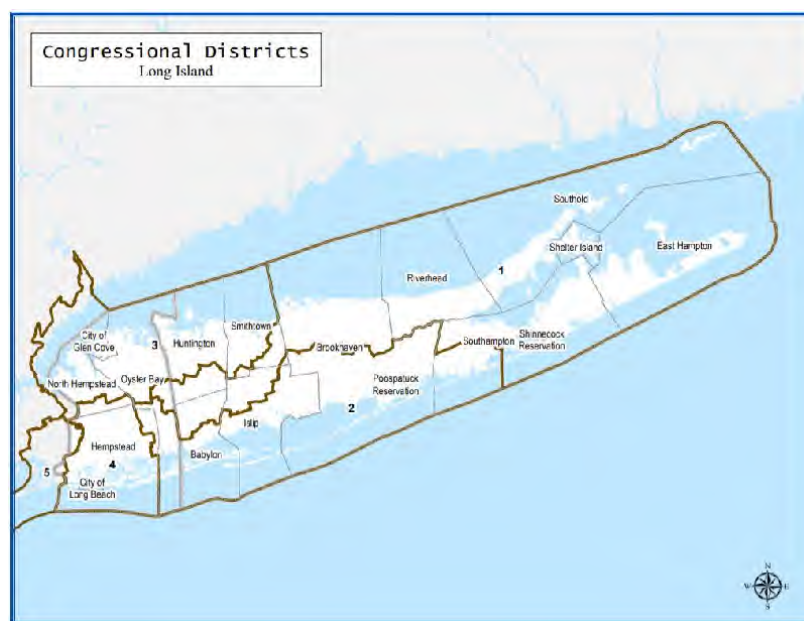 Congressional Districts
Long Island
Southold
Shelter Island
East Hampton
1
Riverhead
Smithtown
City of
Glen Cove
3
Huntington
Brookhaven
Southampton
Shinnecock
Reservation
North Hempstead
Oyster Bay
Poospatuck
Reservation
2
Islip
Hempstead
Babylon
4
5
City of
Long Beach
N
W
E
S